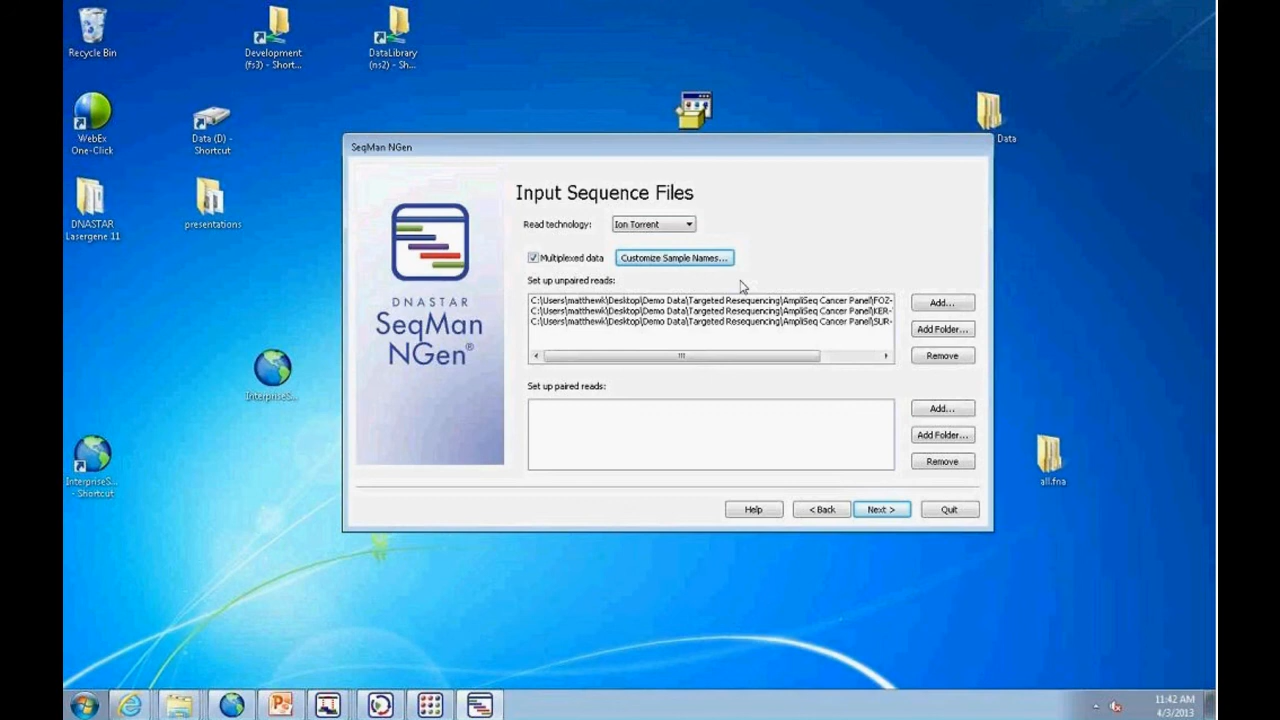 Recycle Bin
Development
(fs3) - Short...
DataLibrary
(ns2) - Sh...
WebEx
One-Click
Data (D) -
Shortcut
Data
DNASTAR
Lasergene 11
presentations
InterpriseS...
InterpriseS...
- Shortcut
all.fna
SeqMan NGen
DNASTAR
SeqMan
NGen®
Input Sequence Files
Read technology: Ion Torrent
Multiplexed data Customize Sample Names...
Set up unpaired reads:
C:\Users\matthewk\Desktop\Demo Data\Targeted Resequencing\AmpliSeq Cancer Panel\FOZ-
C:\Users\matthewk\Desktop\Demo Data\Targeted Resequencing\AmpliSeq Cancer Panel\KER-
C:\Users\matthewk\Desktop\Demo Data\Targeted Resequencing\AmpliSeq Cancer Panel\SUR-
Add...
Add Folder...
Remove
Set up paired reads:
Add...
Add Folder...
Remove
Help < Back Next > Quit
11:42 AM
4/3/2013